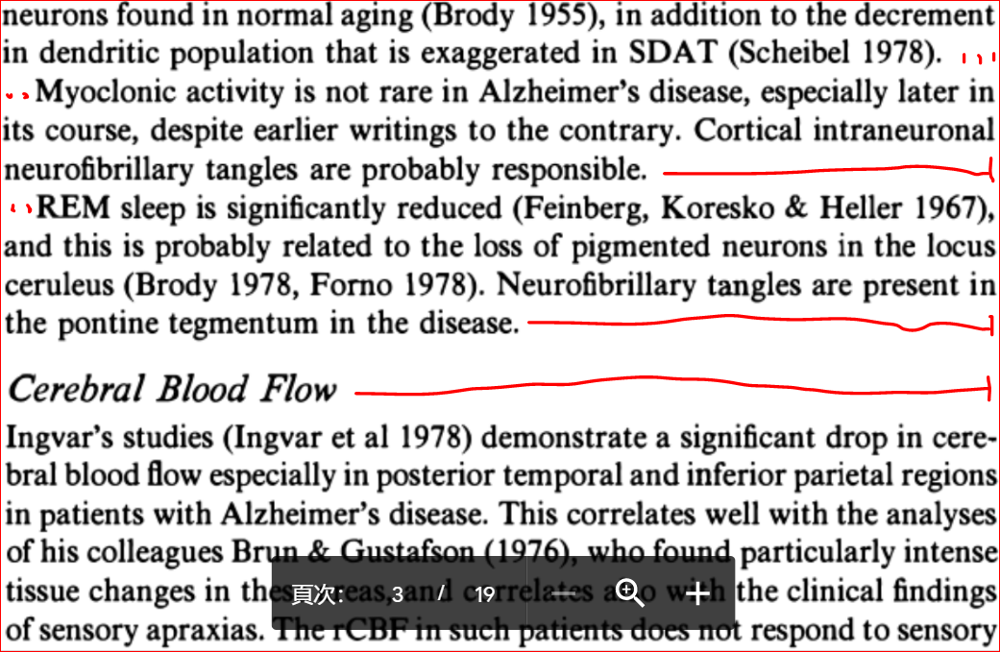 neurons found in normal aging (Brody 1955), in addition to the decrement
in dendritic population that is exaggerated in SDAT (Scheibel 1978).
Myoclonic activity is not rare in Alzheimer's disease, especially later in
its course, despite earlier writings to the contrary. Cortical intraneuronal
neurofibrillary tangles are probably responsible.
REM sleep is significantly reduced (Feinberg, Koresko & Heller 1967),
and this is probably related to the loss of pigmented neurons in the locus
ceruleus (Brody 1978, Forno 1978). Neurofibrillary tangles are present in
the pontine tegmentum in the disease.
Cerebral Blood Flow
Ingvar's studies (Ingvar et al 1978) demonstrate a significant drop in cere-
bral blood flow especially in posterior temporal and inferior parietal regions
in patients with Alzheimer's disease. This correlates well with the analyses
of his colleagues Brun & Gustafson (1976), who found particularly intense
tissue changes in these areas, and correlates also with the clinical findings
頁次: 3 / 19
of sensory apraxias. The rCBF in such patients does not respond to sensory